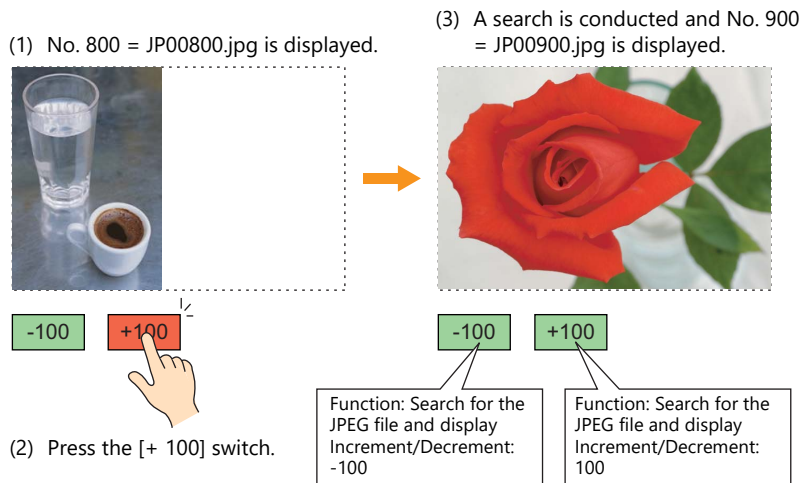 (1) No. 800 = JP00800.jpg is displayed.
(3) A search is conducted and No. 900
= JP00900.jpg is displayed.
-100
+100
-100
+100
(2) Press the [+ 100] switch.
Function: Search for the
JPEG file and display
Increment/Decrement:
-100
Function: Search for the
JPEG file and display
Increment/Decrement:
100